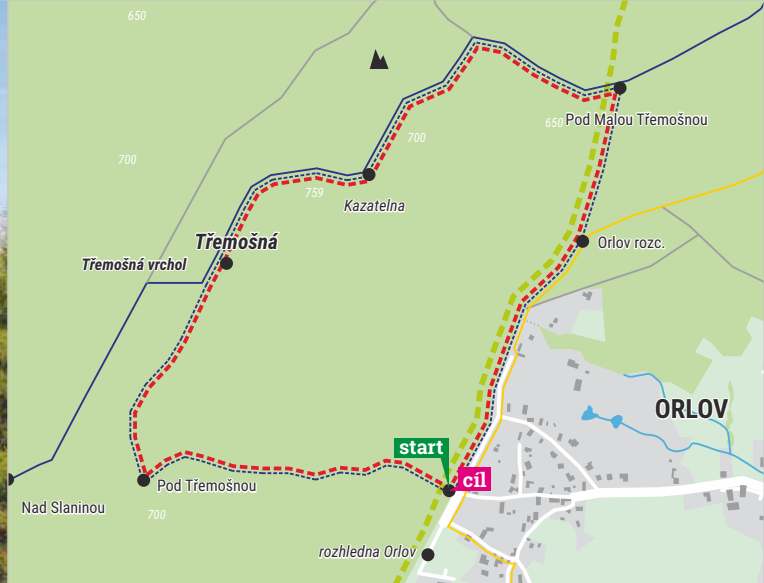 650
650
Pod Malou Třemošnou
700
700
759
Kazatelna
Třemošná
Orlov rozc.
Třemošná vrchol
ORLOV
start
cíl
Pod Třemošnou
Nad Slaninou
700
rozhledna Orlov